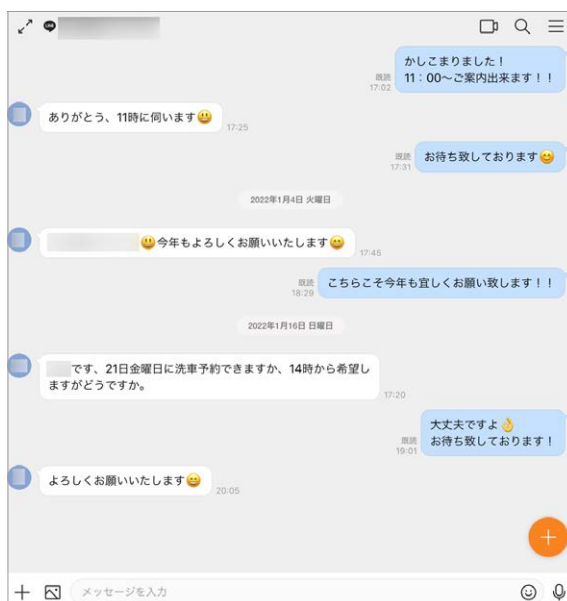 LINE
かしこまりました！
11：00〜ご案内出来ます！！
既読
17:02
ありがとう、11時に伺います😃
17:25
お待ち致しております😊
既読
17:31
2022年1月4日 火曜日
😃今年もよろしくお願いいたします😄
17:45
こちらこそ今年も宜しくお願い致します！！
既読
18:29
2022年1月16日 日曜日
です、21日金曜日に洗車予約できますか、14時から希望し
ますがどうですか。
17:20
大丈夫ですよ👌
お待ち致しております！
既読
19:01
よろしくお願いいたします😄
20:05
メッセージを入力